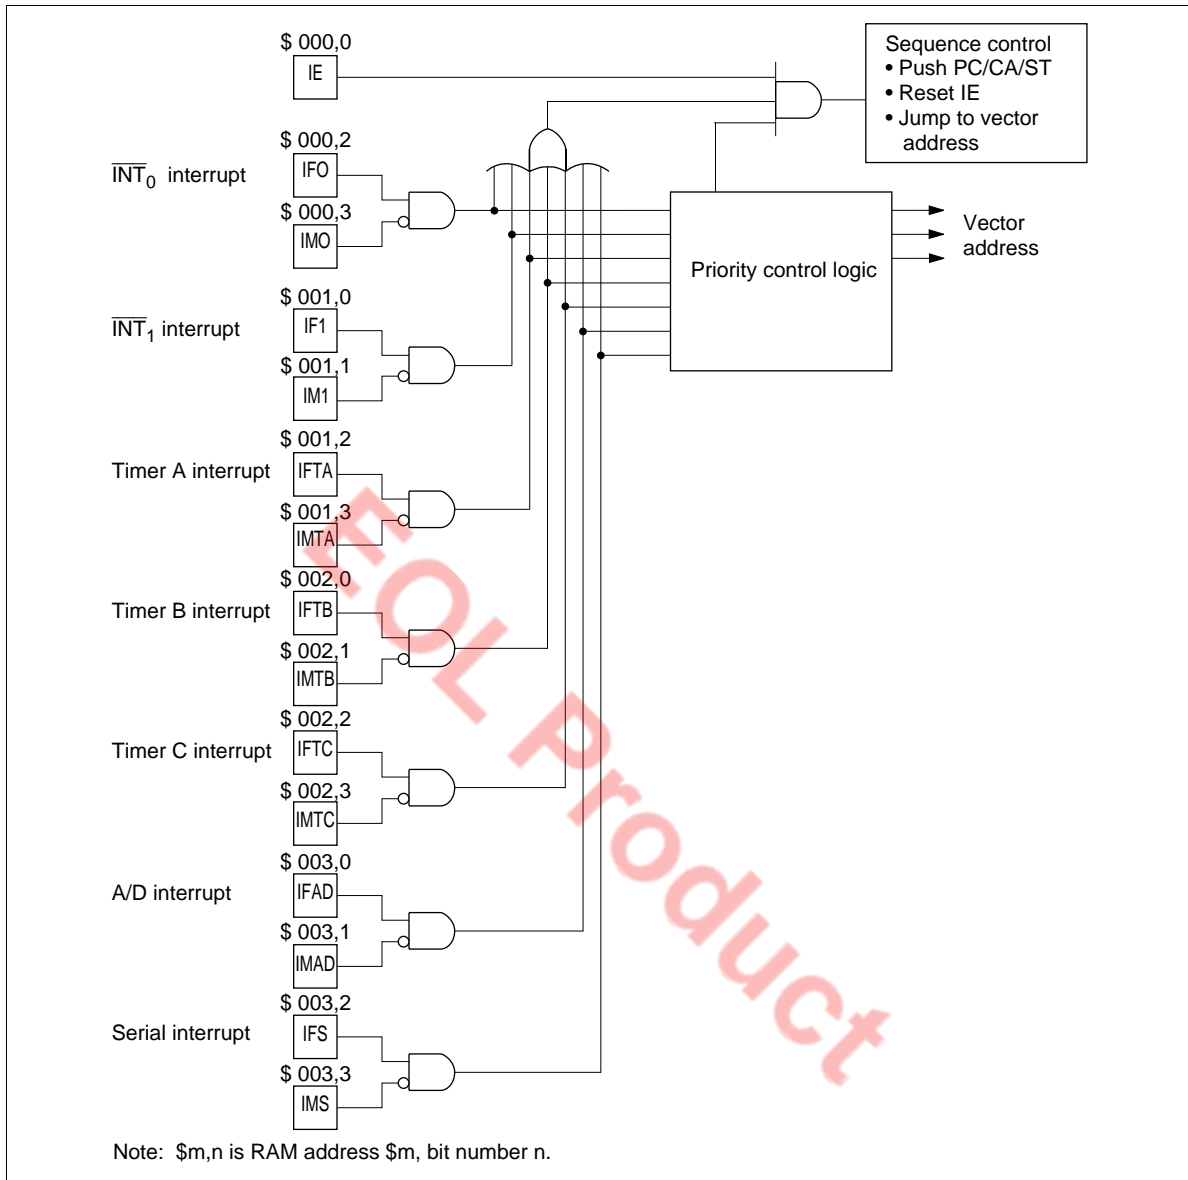 $ 000,0
IE
Sequence control
• Push PC/CA/ST
• Reset IE
• Jump to vector
address
$ 000,2
INT0 interrupt
IFO
$ 000,3
IMO
Priority control logic
Vector
address
$ 001,0
INT1 interrupt
IF1
$ 001,1
IM1
$ 001,2
Timer A interrupt
IFTA
$ 001,3
IMTA
$ 002,0
Timer B interrupt
IFTB
$ 002,1
IMTB
$ 002,2
Timer C interrupt
IFTC
$ 002,3
IMTC
$ 003,0
A/D interrupt
IFAD
$ 003,1
IMAD
$ 003,2
Serial interrupt
IFS
$ 003,3
IMS
Note: $m,n is RAM address $m, bit number n.
EOL Product